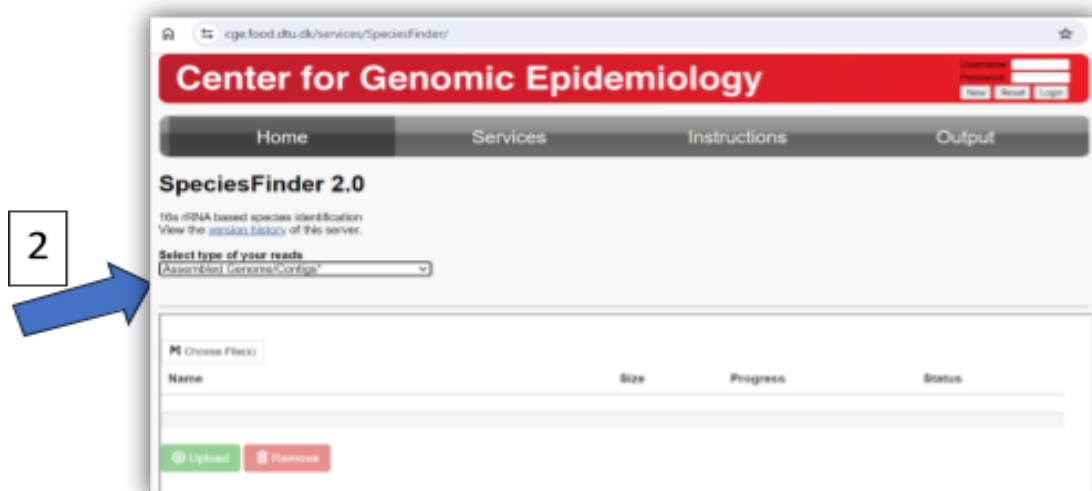 cge.food.dtu.dk/services/SpeciesFinder/
Center for Genomic Epidemiology
Username:
Password:
New Reset Login
Home Services Instructions Output
SpeciesFinder 2.0
16s rRNA based species identification
View the version history of this server.
2
Select type of your reads
Assembled Genome/Contigs*
Choose File(s)
Name Size Progress Status
Upload Remove